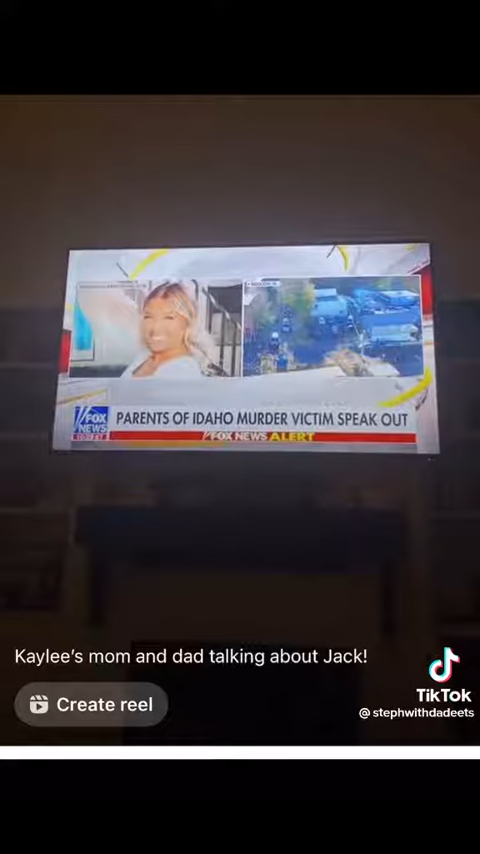 FOX
NEWS
PARENTS OF IDAHO MURDER VICTIM SPEAK OUT
FOX NEWS ALERT
Kaylee's mom and dad talking about Jack!
Create reel
TikTok
@stephwithdadeets